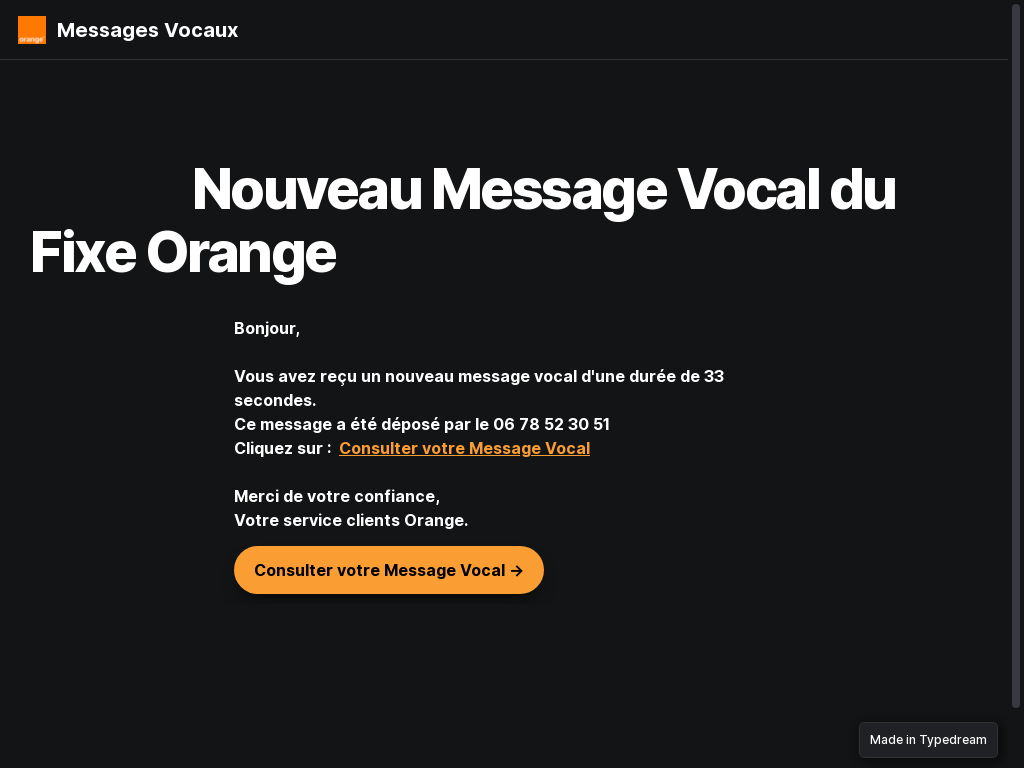 orange
Messages Vocaux
Nouveau Message Vocal du
Fixe Orange
Bonjour,
Vous avez reçu un nouveau message vocal d'une durée de 33
secondes.
Ce message a été déposé par le 06 78 52 30 51
Cliquez sur : Consulter votre Message Vocal
Merci de votre confiance,
Votre service clients Orange.
Consulter votre Message Vocal →
Made in Typedream